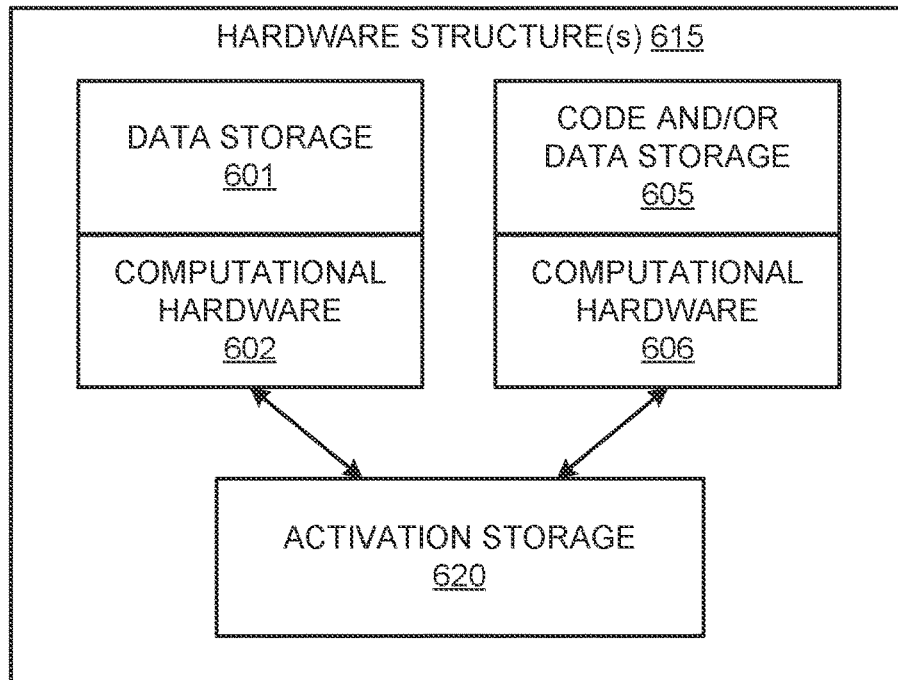 HARDWARE STRUCTURE(s) 615
DATA STORAGE
601
COMPUTATIONAL
HARDWARE
602
CODE AND/OR
DATA STORAGE
605
COMPUTATIONAL
HARDWARE
606
ACTIVATION STORAGE
620